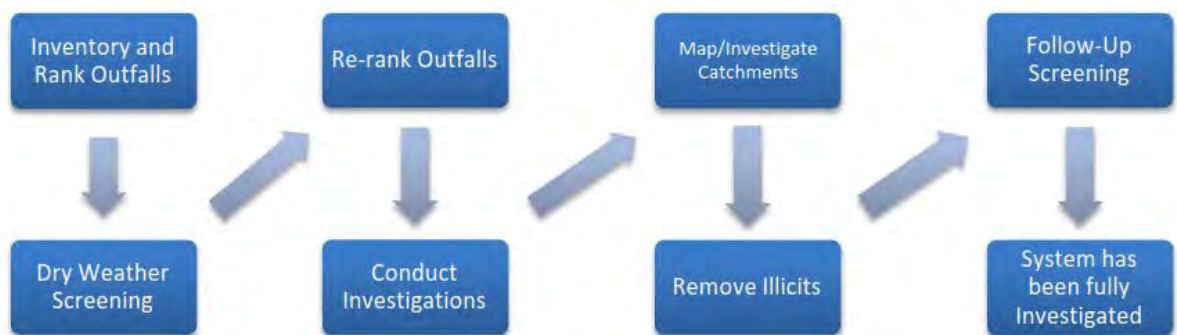 Inventory and
Rank Outfalls
Dry Weather
Screening
Re-rank Outfalls
Conduct
Investigations
Map/Investigate
Catchments
Remove Illicits
Follow-Up
Screening
System has
been fully
Investigated